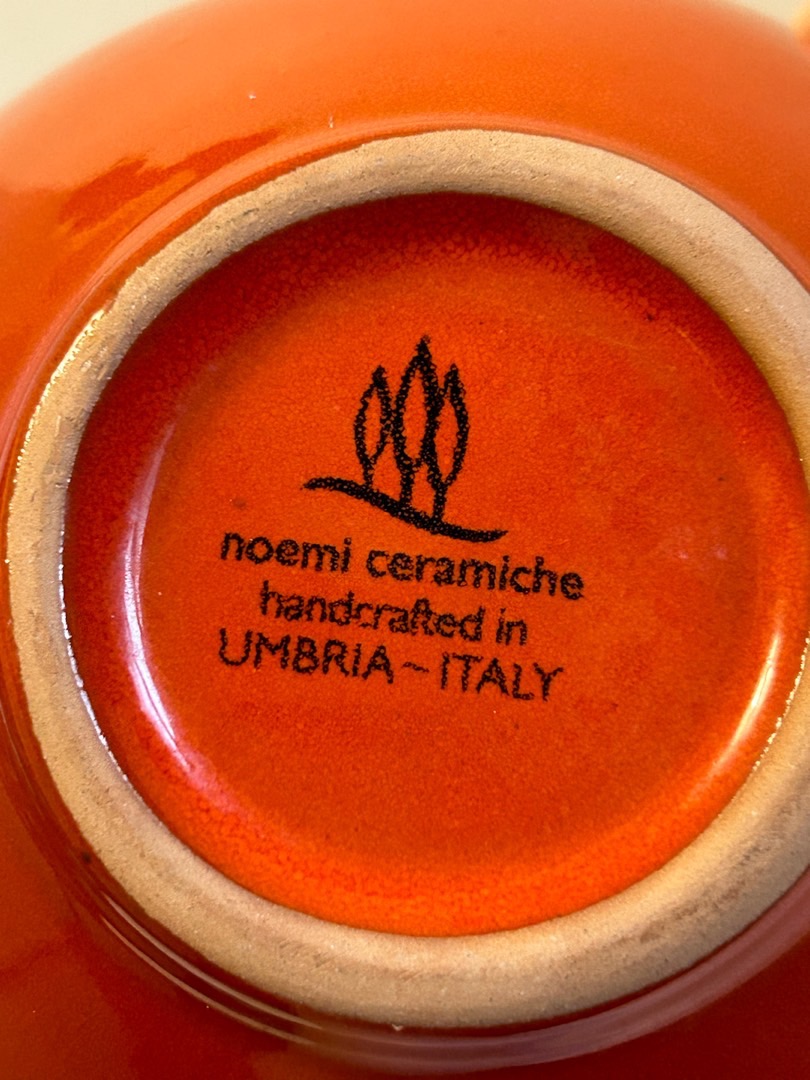 noemi ceramiche
handcrafted in
UMBRIA~ITALY